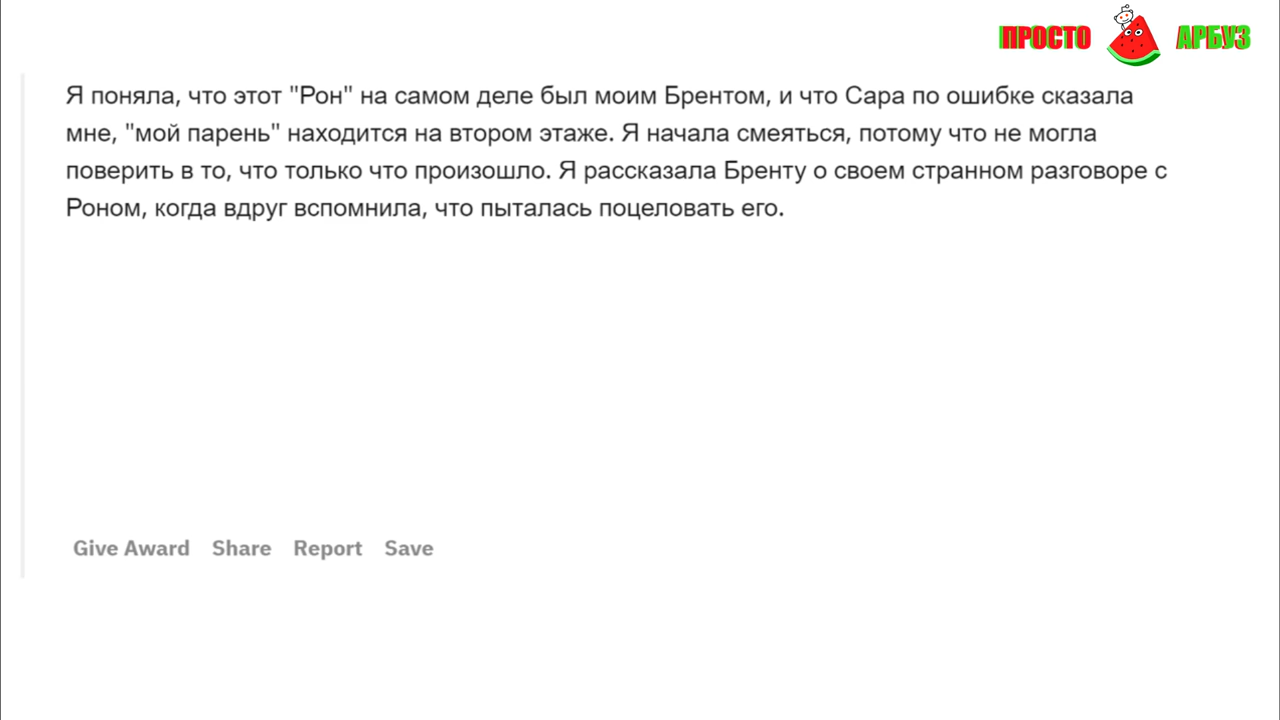 ПРОСТО АРБУЗ
Я поняла, что этот "Рон" на самом деле был моим Брентом, и что Сара по ошибке сказала
мне, "мой парень" находится на втором этаже. Я начала смеяться, потому что не могла
поверить в то, что только что произошло. Я рассказала Бренту о своем странном разговоре с
Роном, когда вдруг вспомнила, что пыталась поцеловать его.
Give Award Share Report Save